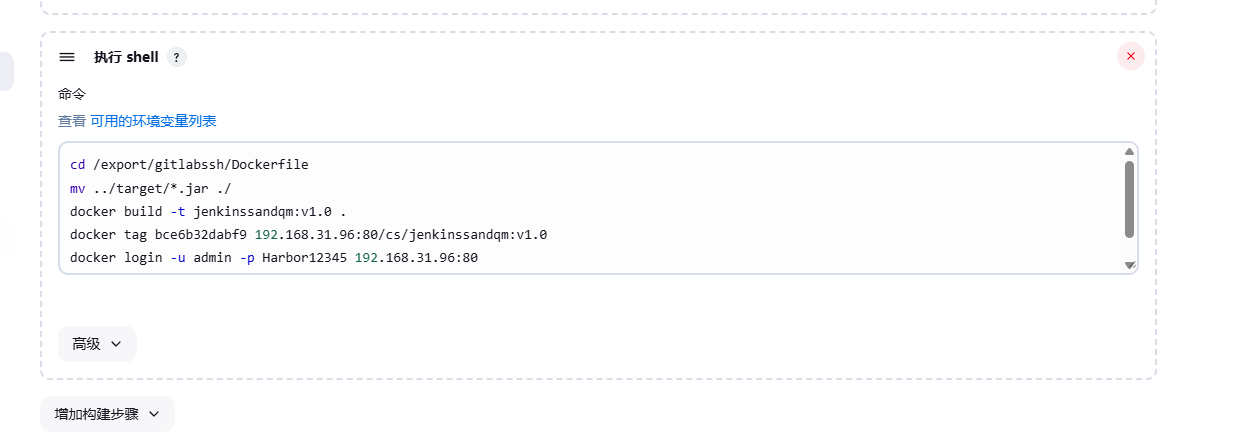 执行 shell ?
命令
查看 可用的环境变量列表
cd /export/gitlabssh/Dockerfile
mv ../target/*.jar ./
docker build -t jenkinssandqm:v1.0 .
docker tag bce6b32dabf9 192.168.31.96:80/cs/jenkinssandqm:v1.0
docker login -u admin -p Harbor12345 192.168.31.96:80
高级
增加构建步骤